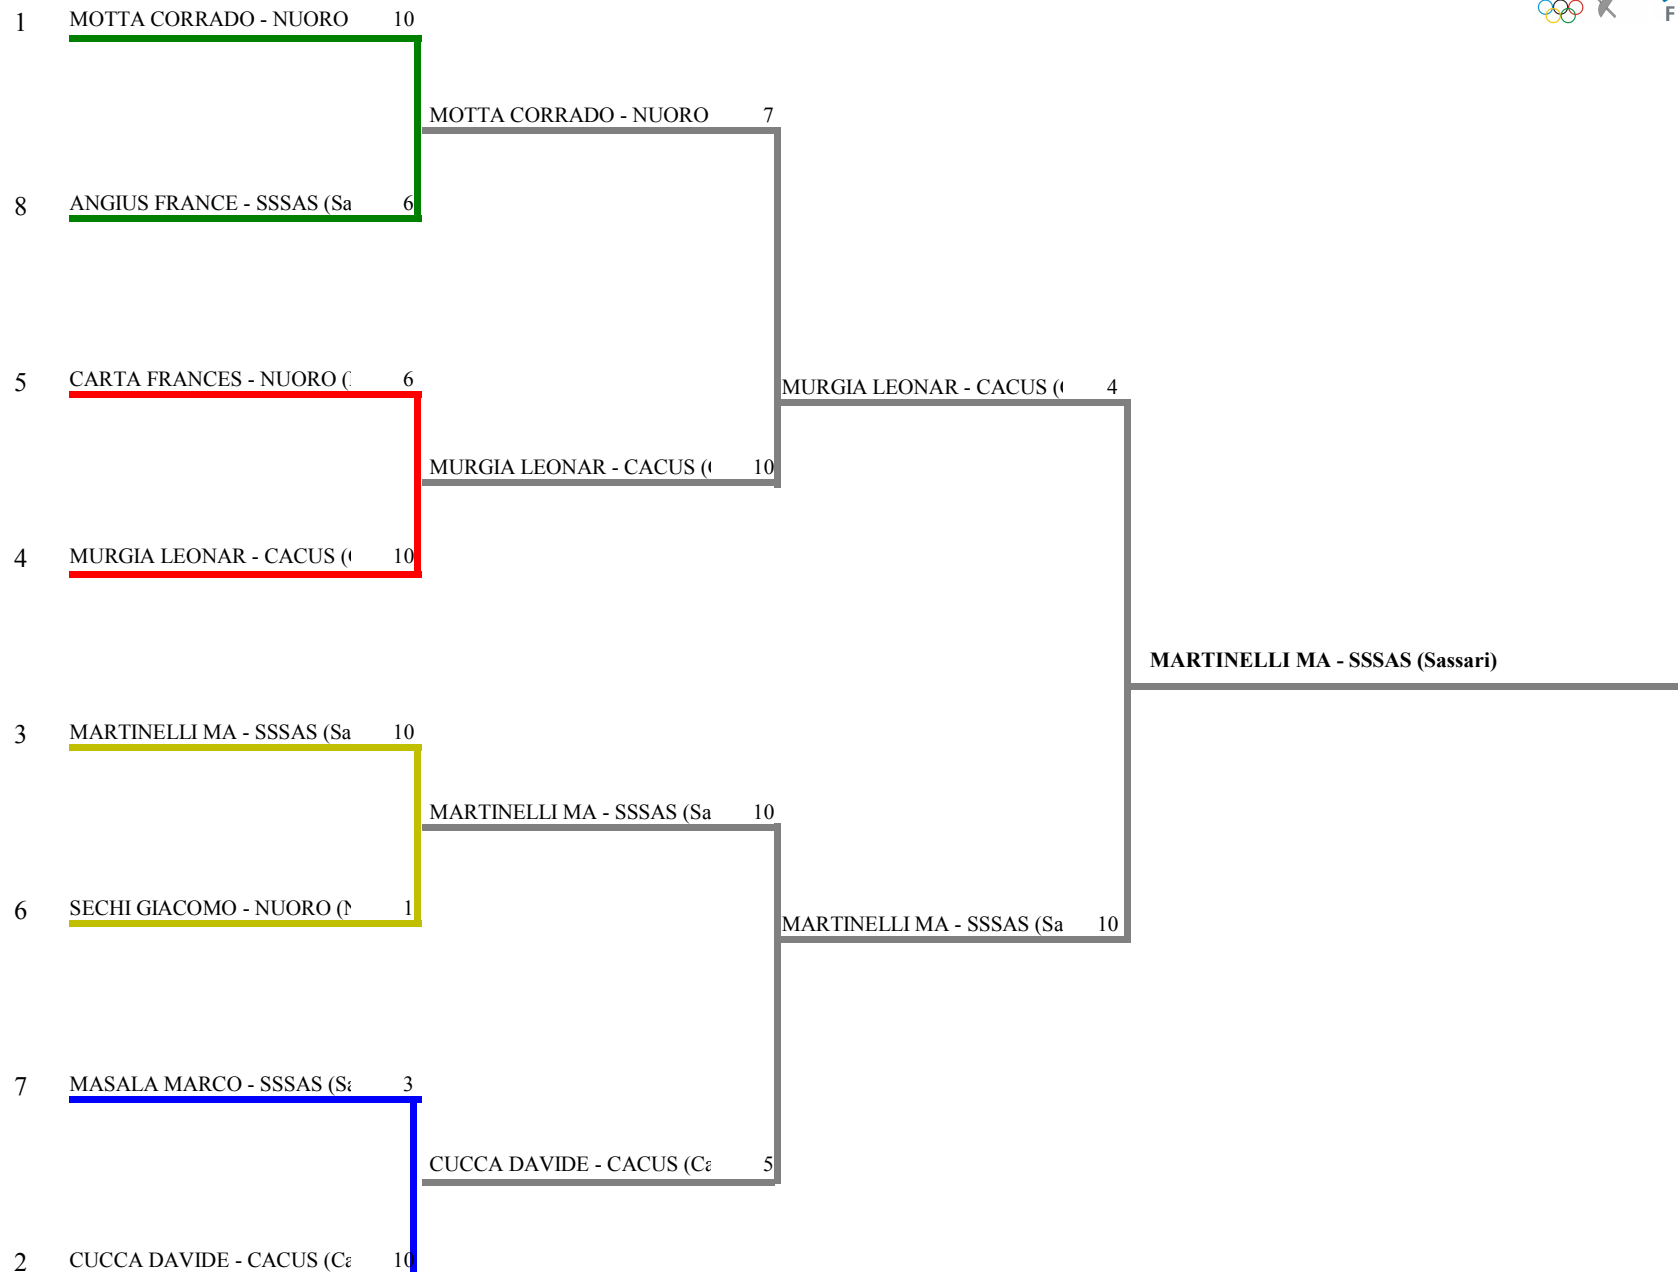 1 MOTTA CORRADO - NUORO 10
F
MOTTA CORRADO - NUORO 7
8 ANGIUS FRANCE - SSSAS (Sa 6
5 CARTA FRANCES - NUORO ( 6
MURGIA LEONAR - CACUS ( 4
MURGIA LEONAR - CACUS ( 10
4 MURGIA LEONAR - CACUS ( 10
MARTINELLI MA - SSSAS (Sassari)
3 MARTINELLI MA - SSSAS (Sa 10
MARTINELLI MA - SSSAS (Sa 10
6 SECHI GIACOMO - NUORO (N 1
MARTINELLI MA - SSSAS (Sa 10
7 MASALA MARCO - SSSAS (Sa 3
CUCCA DAVIDE - CACUS (Ca 5
2 CUCCA DAVIDE - CACUS (Ca 10